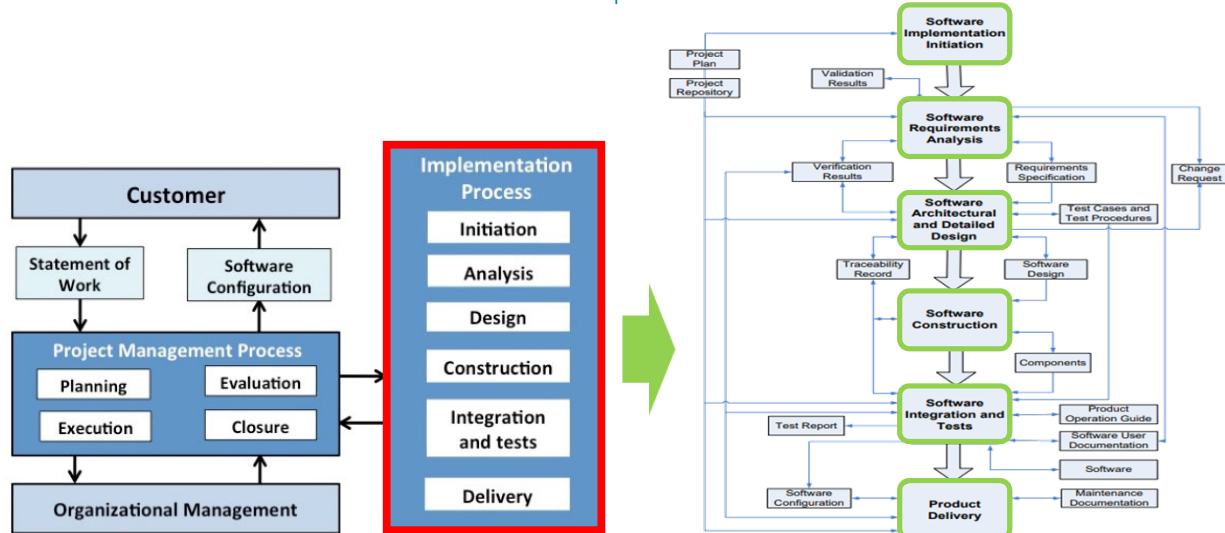 Customer
Statement of
Work
Software
Configuration
Project Management Process
Planning
Evaluation
Execution
Closure
Organizational Management
Implementation
Process
Initiation
Analysis
Design
Construction
Integration
and tests
Delivery
Software
Implementation
Initiation
Project
Plan
Project
Repository
Validation
Results
Software
Requirements
Analysis
Verification
Results
Requirements
Specification
Change
Request
Software
Architectural
and Detailed
Design
Test Cases and
Test Procedures
Traceability
Record
Software
Design
Software
Construction
Components
Software
Integration and
Tests
Product
Operation Guide
Test Report
Software User
Documentation
Software
Software
Configuration
Product
Delivery
Maintenance
Documentation